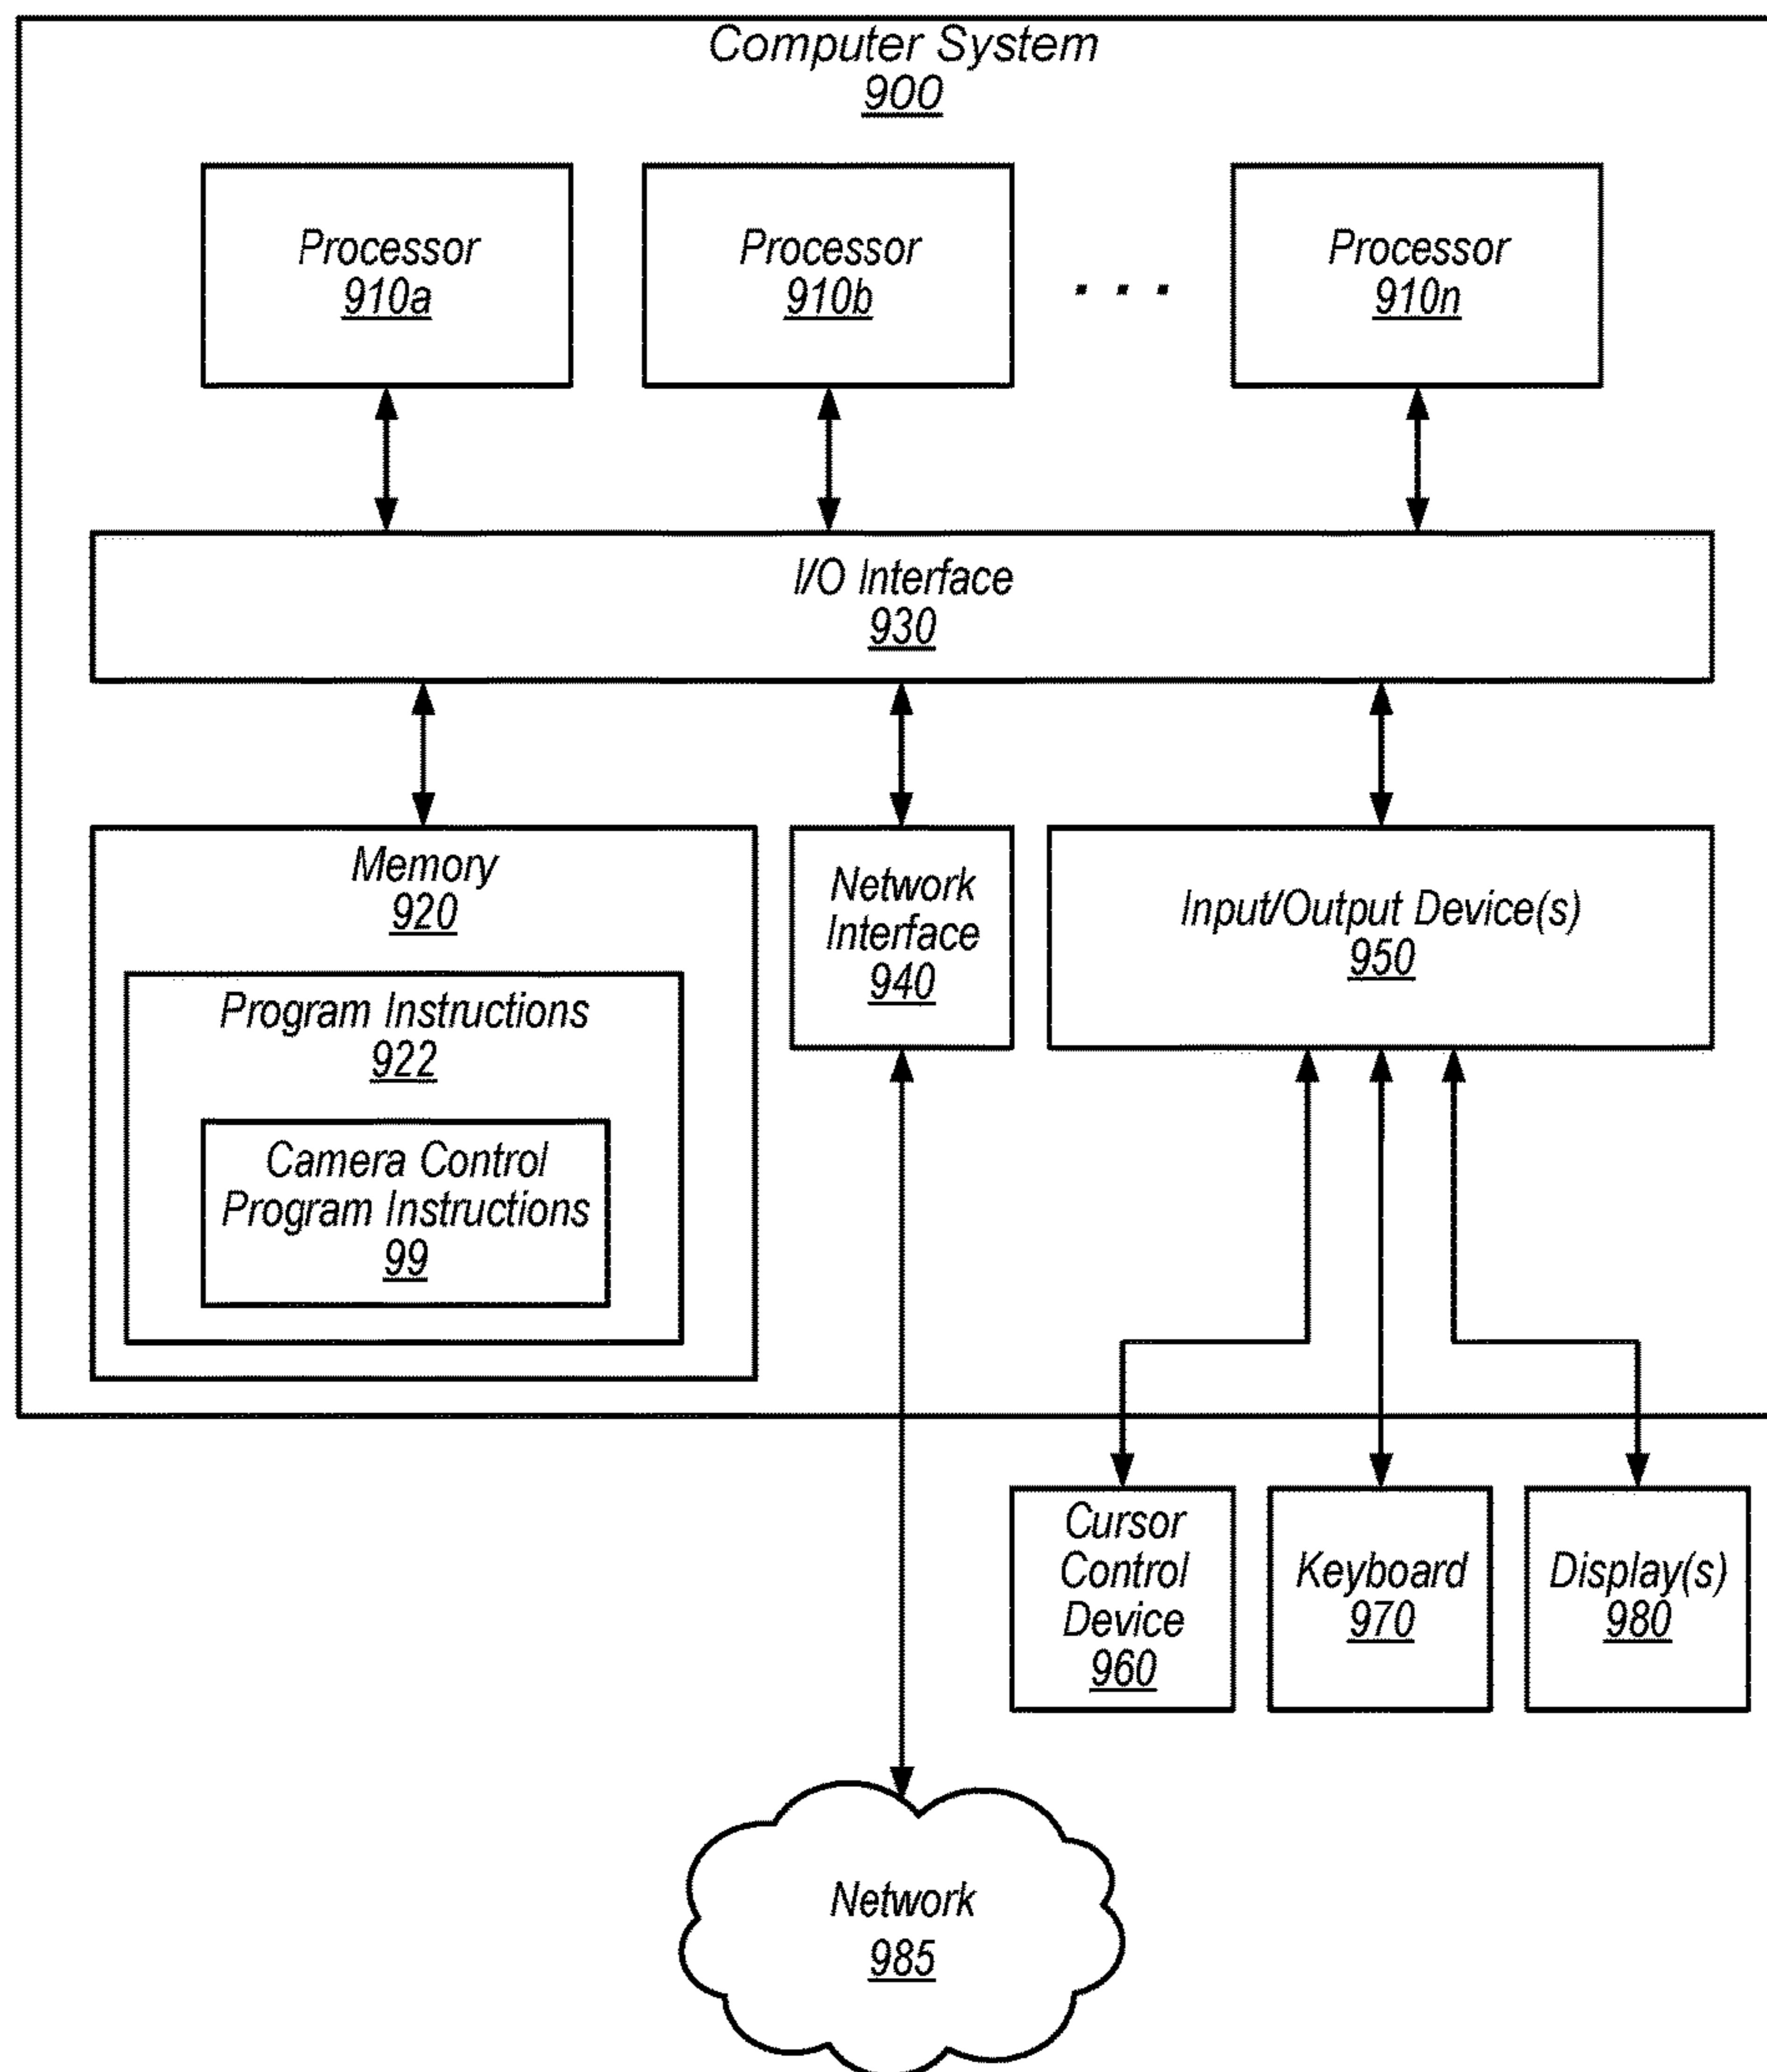 Computer System
900
Processor
910a
Processor
910b
. . .
Processor
910n
I/O Interface
930
Memory
920
Program Instructions
922
Camera Control
Program Instructions
99
Network
Interface
940
Input/Output Device(s)
950
Cursor
Control
Device
960
Keyboard
970
Display(s)
980
Network
985